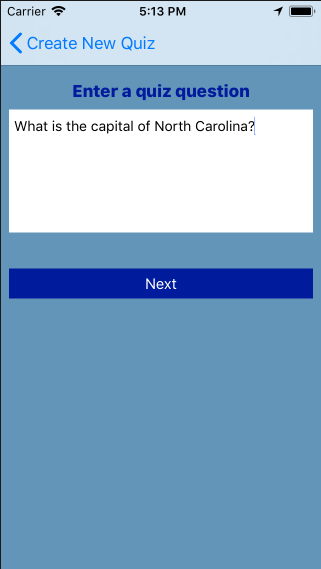 Carrier 5:13 PM
Create New Quiz
Enter a quiz question
What is the capital of North Carolina?
Next